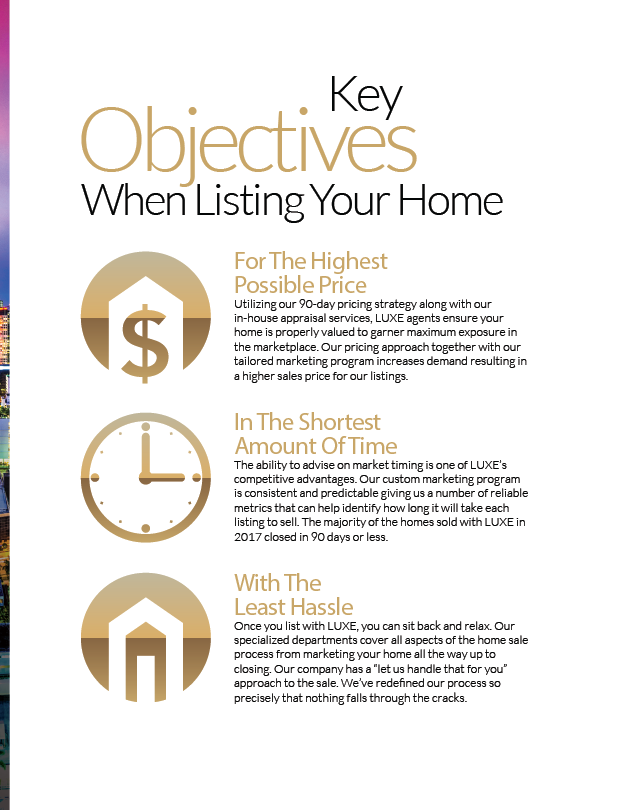 Key
Objectives
When Listing Your Home
For The Highest
Possible Price
Utilizing our 90-day pricing strategy along with our
in-house appraisal services, LUXE agents ensure your
home is properly valued to garner maximum exposure in
the marketplace. Our pricing approach together with our
tailored marketing program increases demand resulting in
a higher sales price for our listings.
$
In The Shortest
Amount Of Time
The ability to advise on market timing is one of LUXE's
competitive advantages. Our custom marketing program
is consistent and predictable giving us a number of reliable
metrics that can help identify how long it will take each
listing to sell. The majority of the homes sold with LUXE in
2017 closed in 90 days or less.
With The
Least Hassle
Once you list with LUXE, you can sit back and relax. Our
specialized departments cover all aspects of the home sale
process from marketing your home all the way up to
closing. Our company has a “let us handle that for you”
approach to the sale. We've redefined our process so
precisely that nothing falls through the cracks.